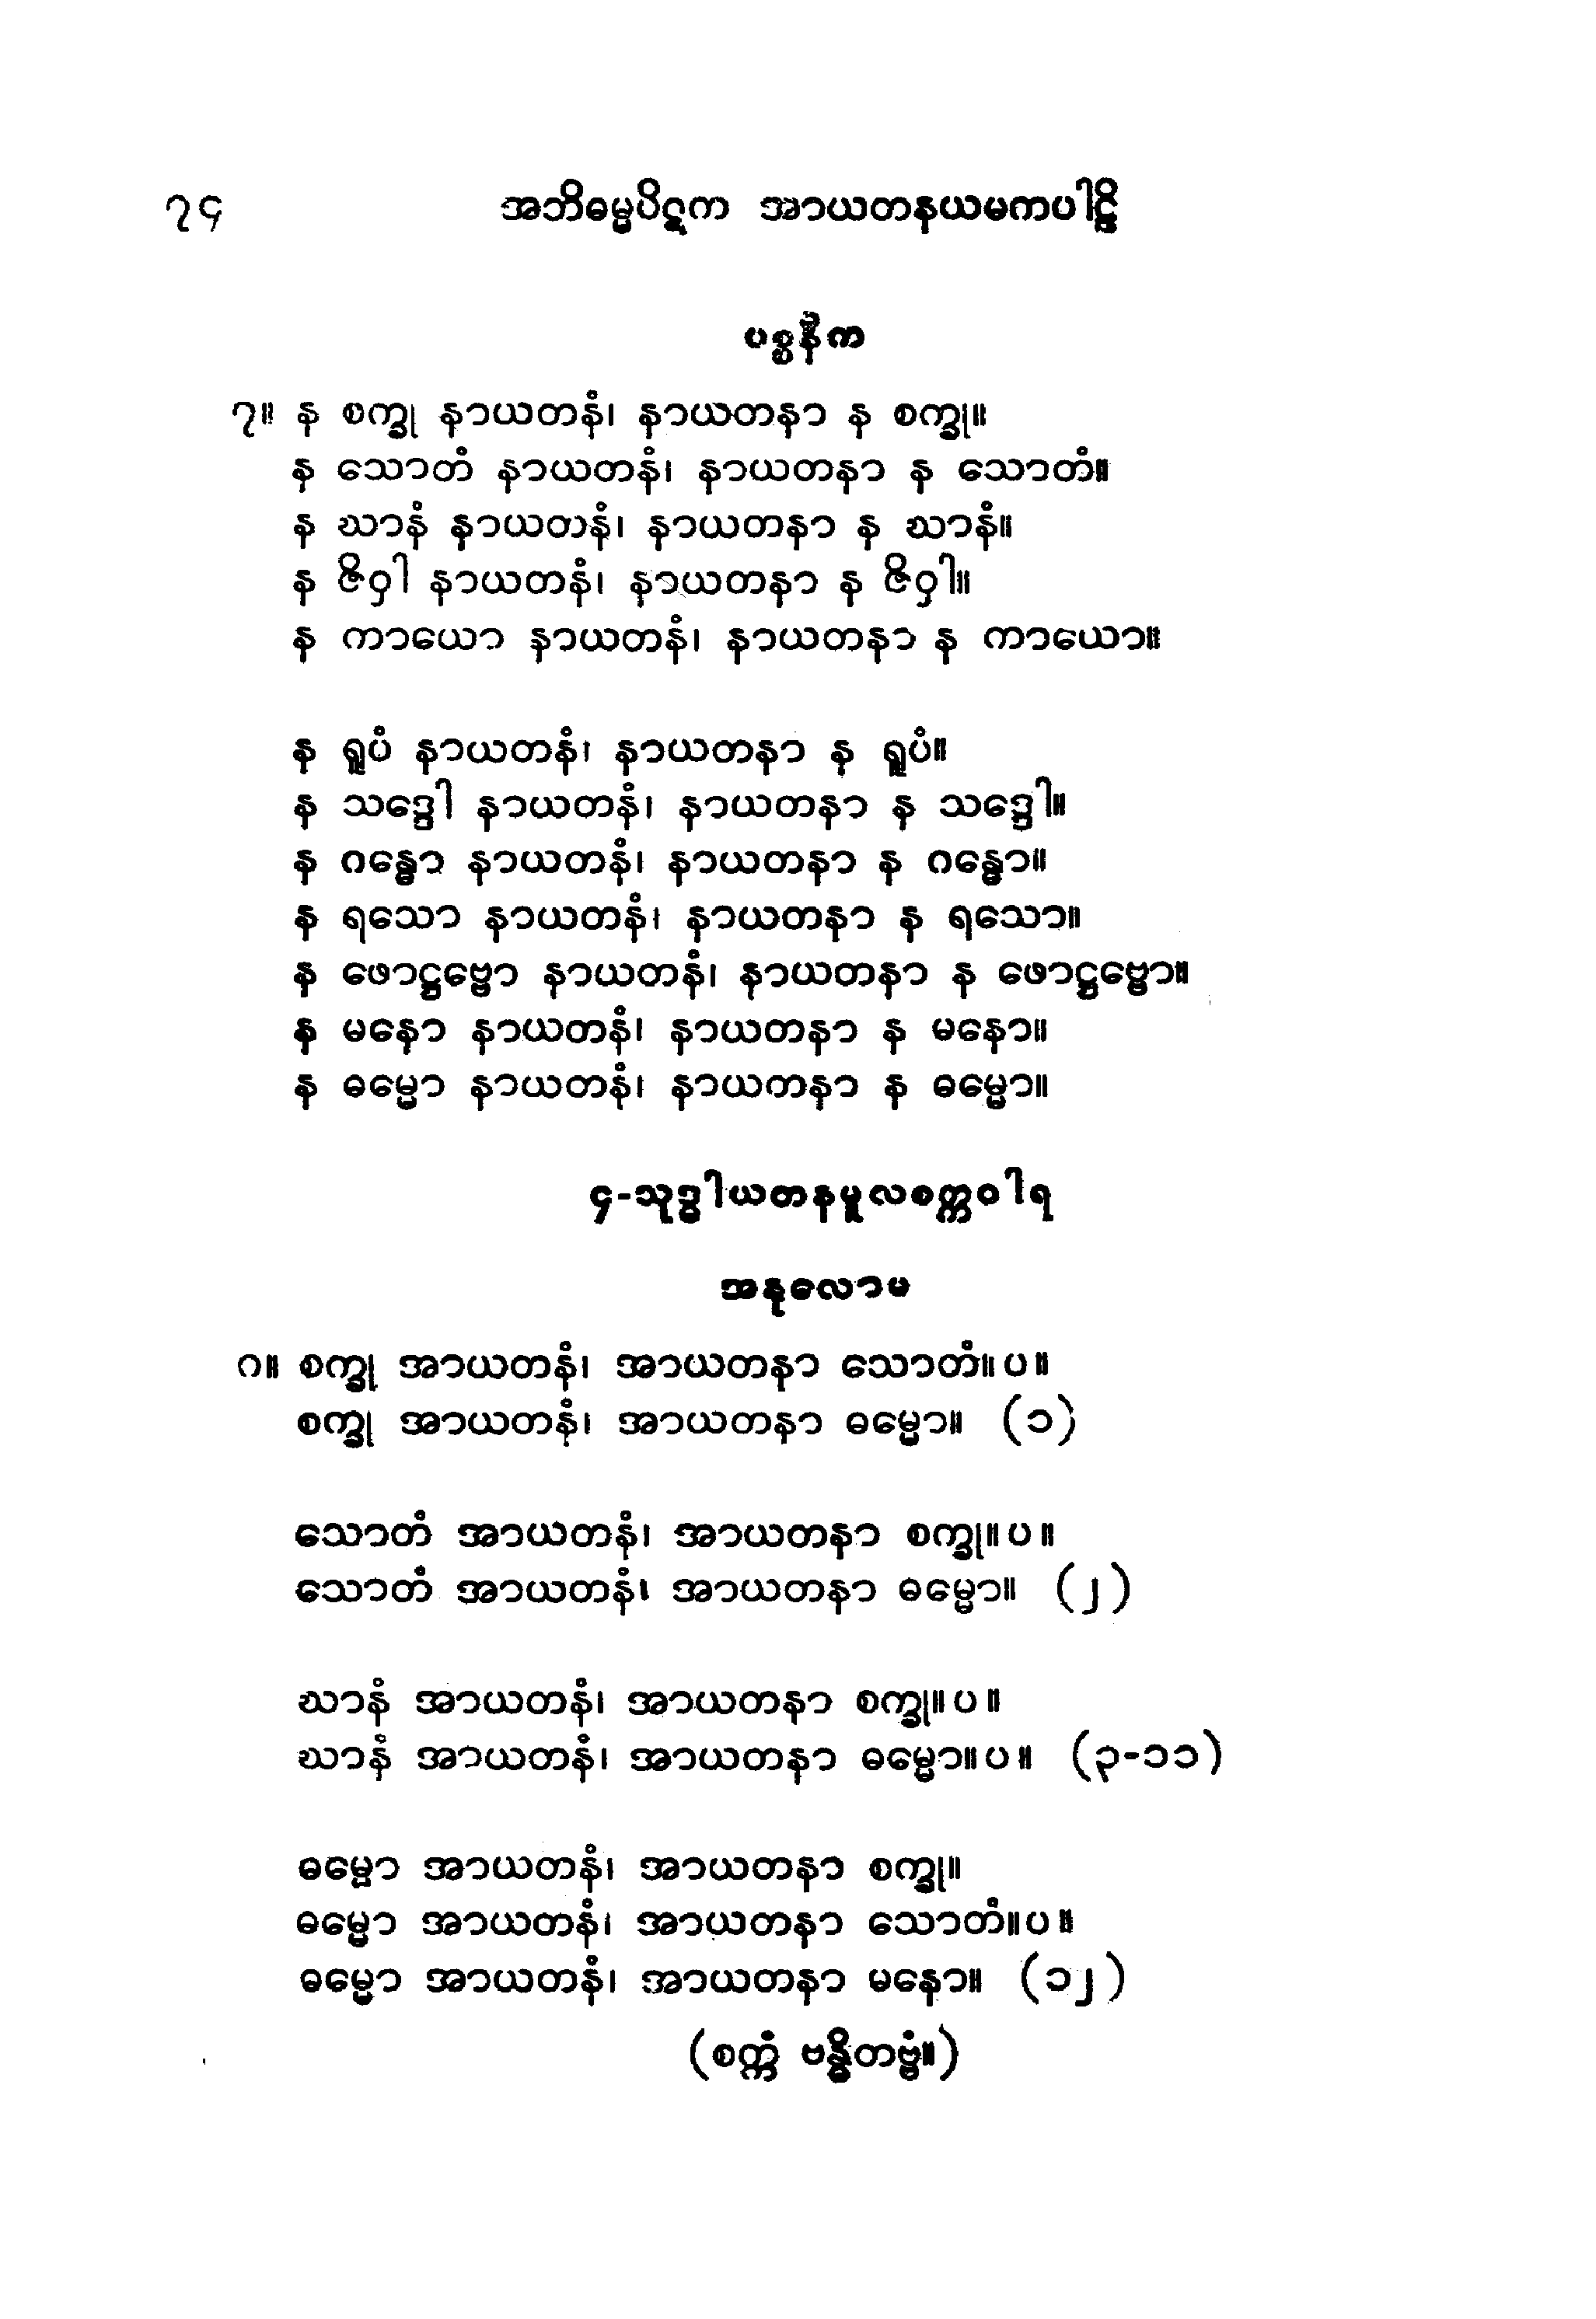 ၇၄ အဘိဓမ္မပိဋက အာယတနယမကပါဠိ
ပစ္စနီက
၇။ န စက္ခု နာယတနံ၊ နာယတနာ န စက္ခု။
န သောတံ နာယတနံ၊ နာယတနာ န သောတံ။
န ဃာနံ နာယတနံ၊ နာယတနာ န ဃာနံ။
န ဇိဝှါ နာယတနံ၊ နာယတနာ န ဇိဝှါ။
န ကာယော နာယတနံ၊ နာယတနာ န ကာယော။
န ရူပံ နာယတနံ၊ နာယတနာ န ရူပံ။
န သဒ္ဒေါ နာယတနံ၊ နာယတနာ န သဒ္ဒေါ။
န ဂန္ဓော နာယတနံ၊ နာယတနာ န ဂန္ဓော။
န ရသော နာယတနံ၊ နာယတနာ န ရသော။
န ဖောဋ္ဌဗ္ဗော နာယတနံ၊ နာယတနာ န ဖောဋ္ဌဗ္ဗော။
န မနော နာယတနံ၊ နာယတနာ န မနော။
န ဓမ္မော နာယတနံ၊ နာယတနာ န ဓမ္မော။
၄-သုဒ္ဓါယတနမူလစက္ကဝါရ
အနုလောမ
ဂ။ စက္ခု အာယတနံ၊ အာယတနာ သောတံ။ ပ ။
စက္ခု အာယတနံ၊ အာယတနာ ဓမ္မော။ (၁)
သောတံ အာယတနံ၊ အာယတနာ စက္ခု။ ပ ။
သောတံ အာယတနံ၊ အာယတနာ ဓမ္မော။ (၂)
ဃာနံ အာယတနံ၊ အာယတနာ စက္ခု။ ပ ။
ဃာနံ အာယတနံ၊ အာယတနာ ဓမ္မော။ ပ ။ (၃-၁၁)
ဓမ္မော အာယတနံ၊ အာယတနာ စက္ခု။
ဓမ္မော အာယတနံ၊ အာယတနာ သောတံ။ ပ ။
ဓမ္မော အာယတနံ၊ အာယတနာ မနော။ (၁၂)
(စက္ကံ ဗန္ဓိတဗ္ဗံ။)